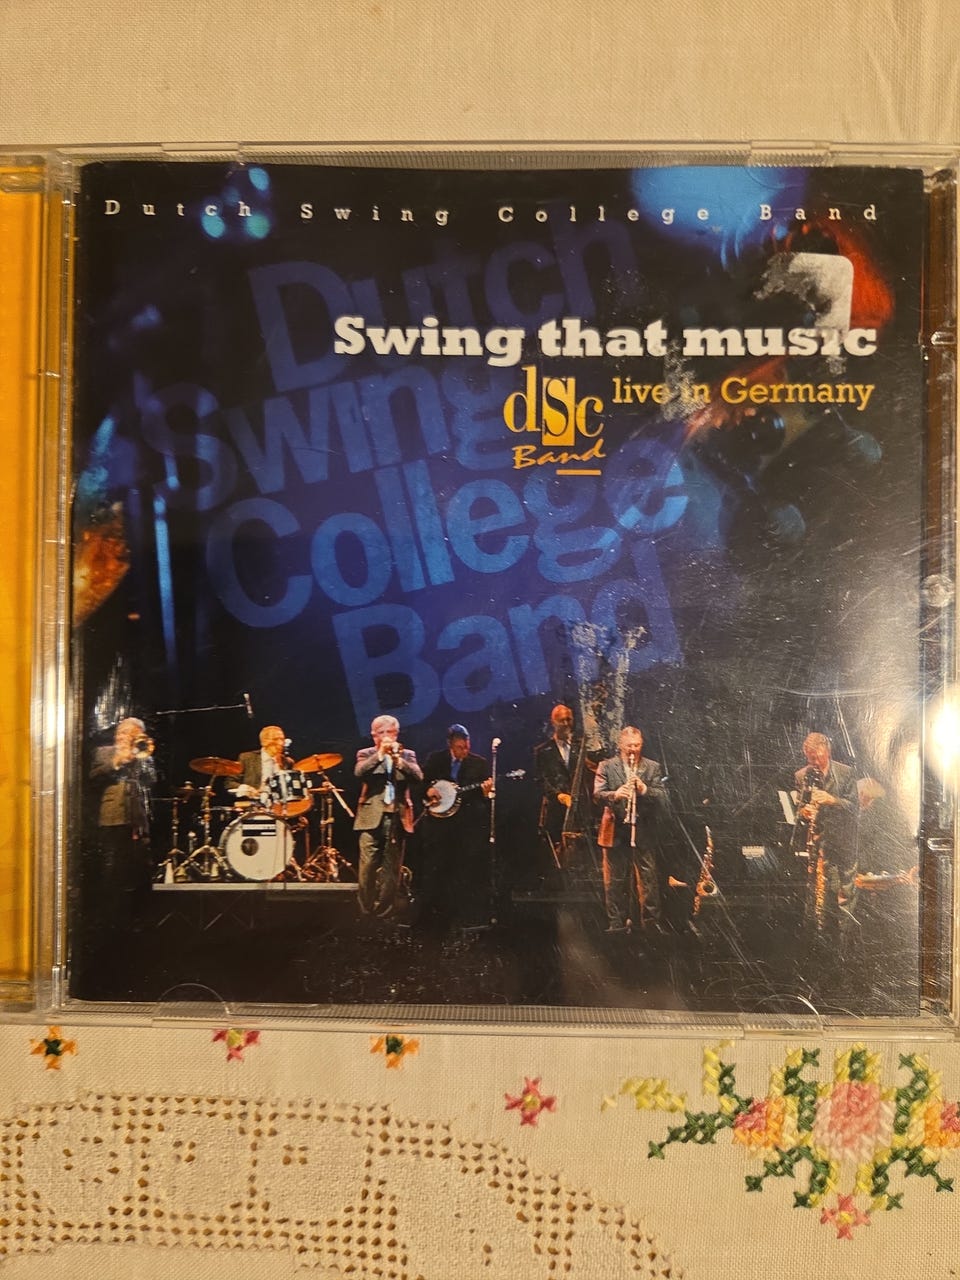 Dutch Swing College Band
Dutch
Swing
College
Band
Swing that music
dsc
Band
live in Germany